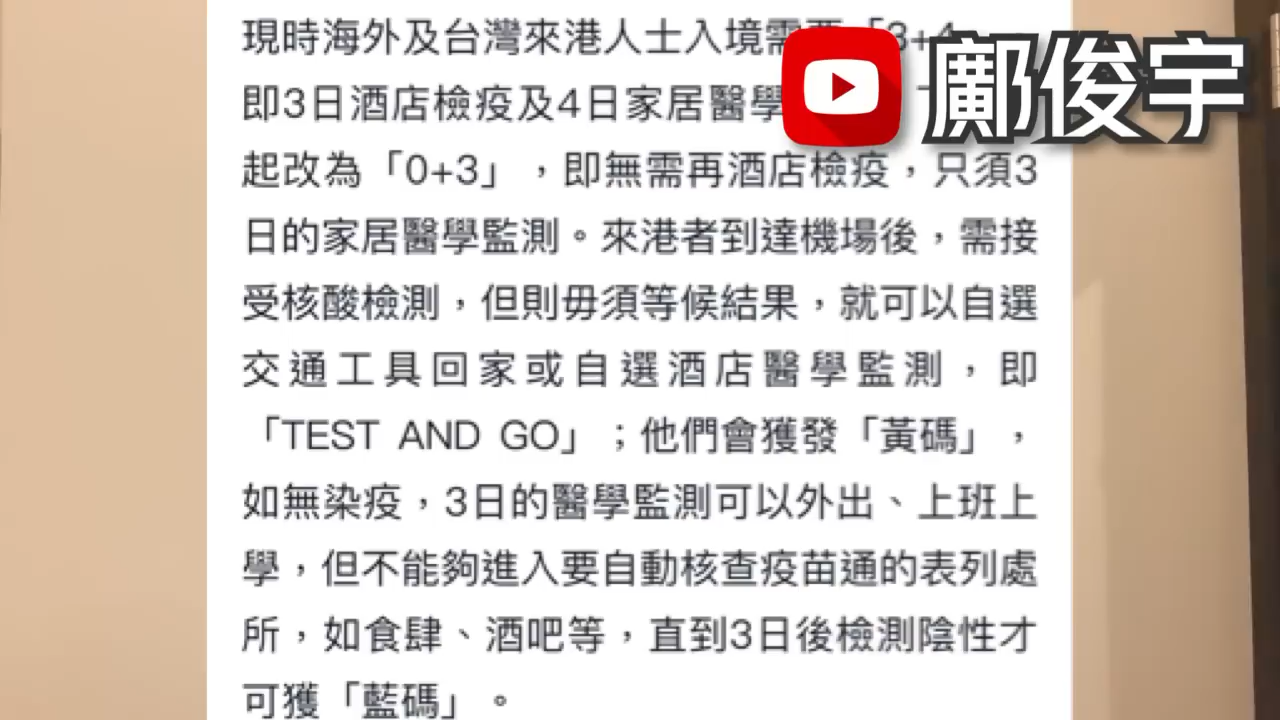 現時海外及台灣來港人士入境需要「3+4
即3日酒店檢疫及4日家居醫學
起改為「0+3」，即無需再酒店檢疫，只須3
日的家居醫學監測。來港者到達機場後，需接
受核酸檢測，但則毋須等候結果，就可以自選
交通工具回家或自選酒店醫學監測，即
「TEST AND GO」；他們會獲發「黃碼」，
如無染疫，3日的醫學監測可以外出、上班上
學，但不能夠進入要自動核查疫苗通的表列處
所，如食肆、酒吧等，直到3日後檢測陰性才
可獲「藍碼」。
鄺俊宇